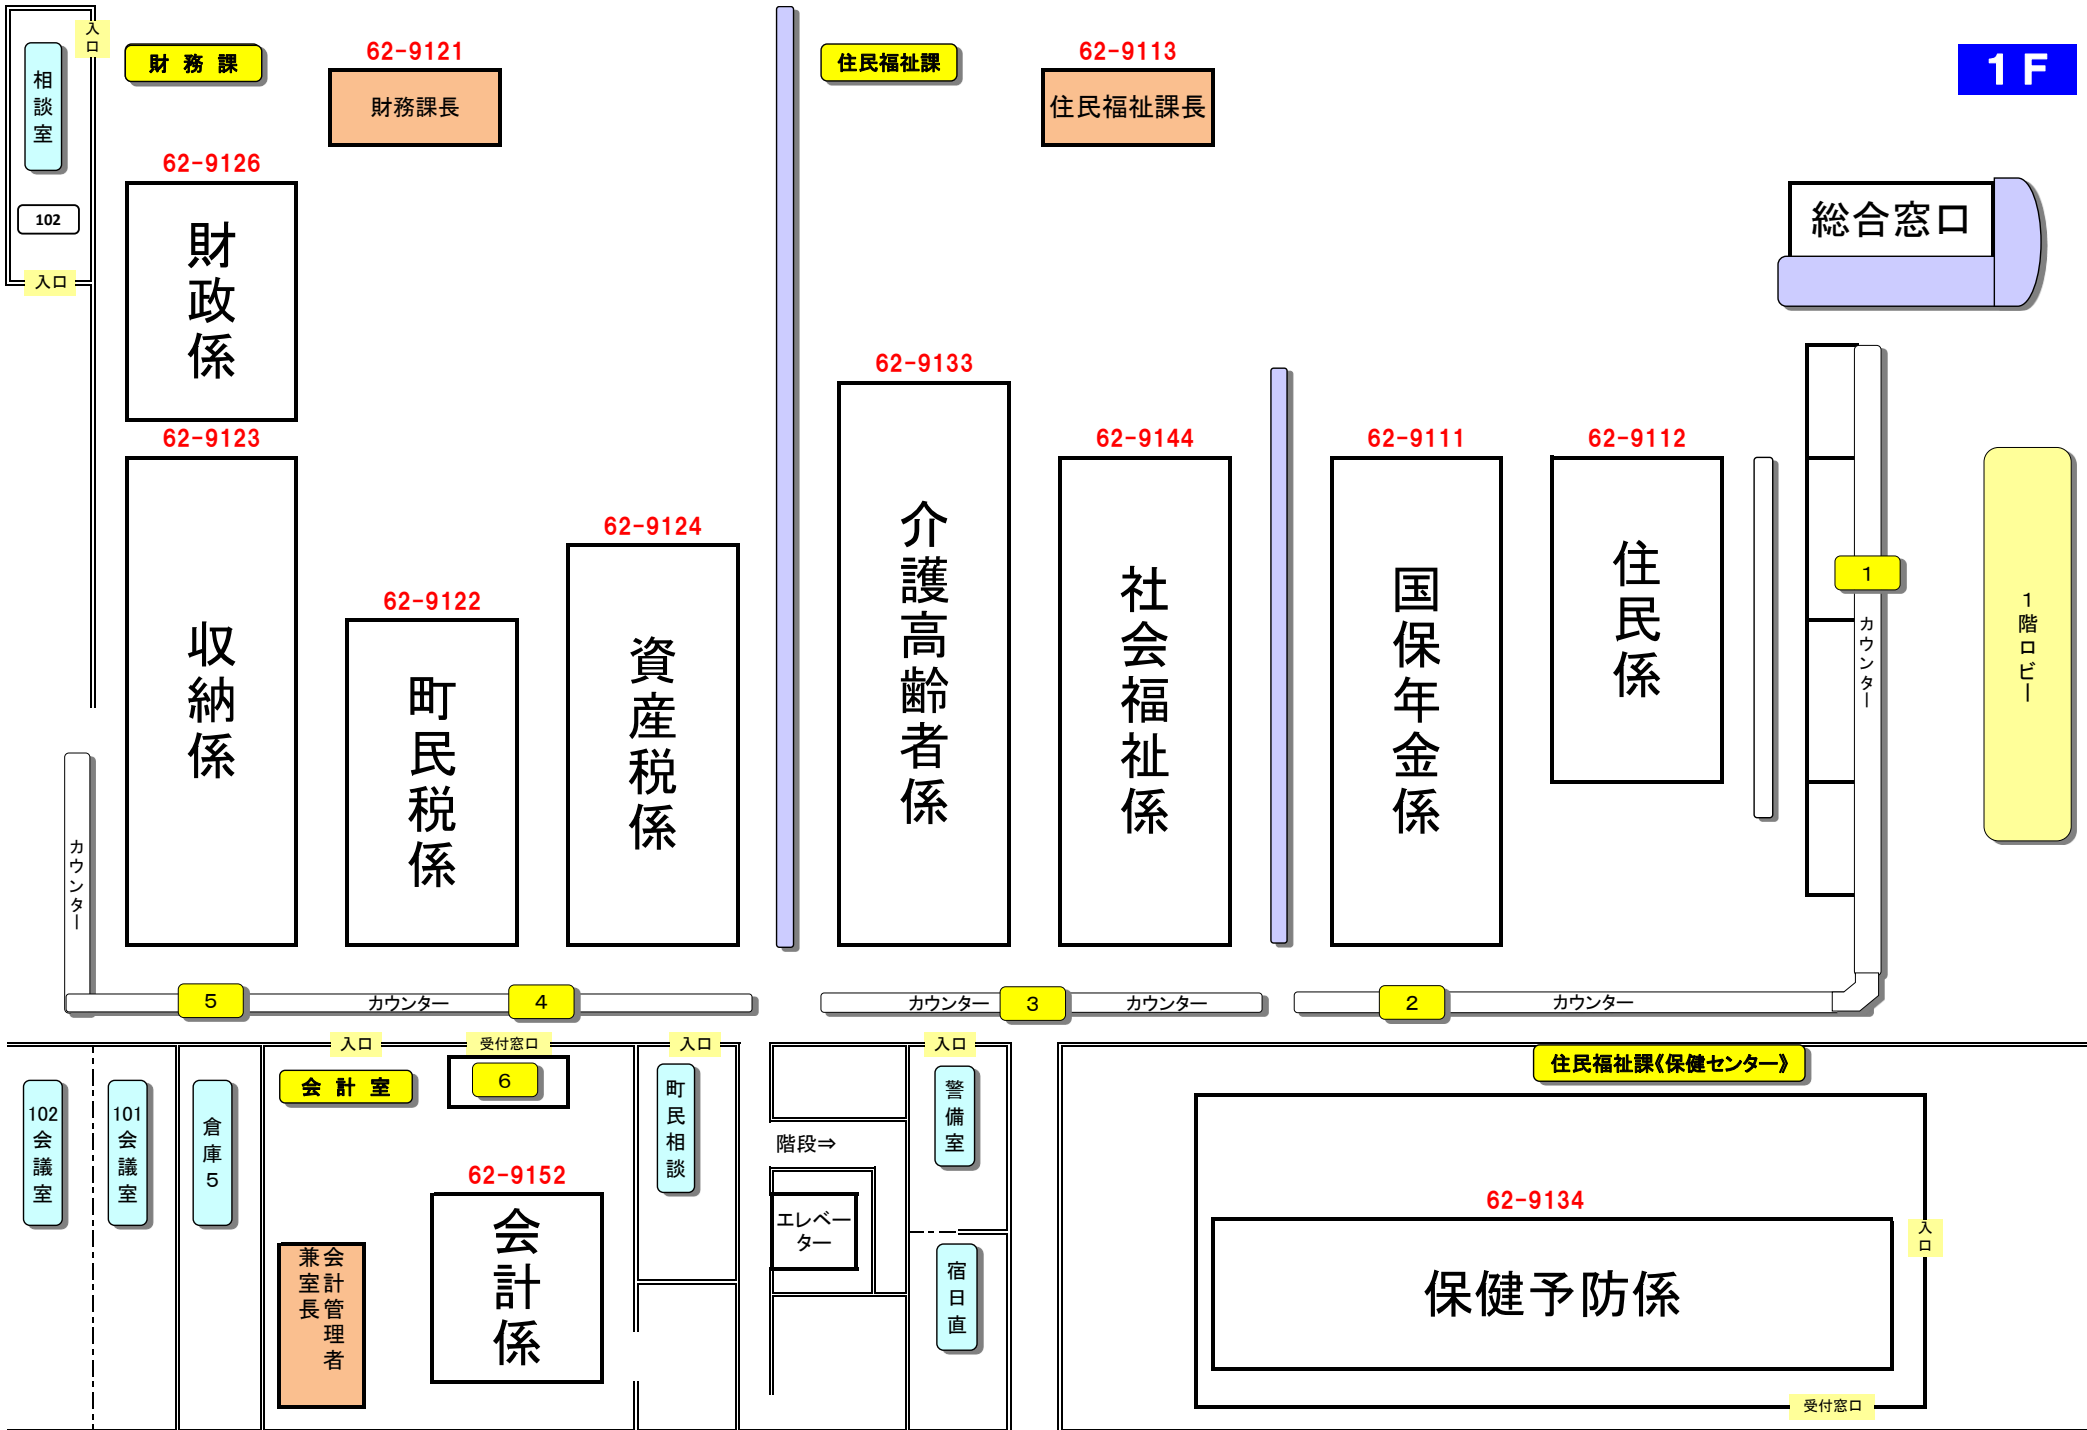 入口
相談室
102
入口
財務課
62-9121
財務課長
住民福祉課
62-9113
住民福祉課長
1F
総合窓口
62-9126
財政係
62-9123
収納係
62-9122
町民税係
62-9124
資産税係
62-9133
介護高齢者係
62-9144
社会福祉係
62-9111
国保年金係
62-9112
住民係
1
カウンター
1階ロビー
カウンター
5
カウンター
4
カウンター
3
カウンター
2
カウンター
102会議室
101会議室
倉庫5
入口
会計室
受付窓口
6
62-9152
会計係
会計管理者
兼室長
入口
町民相談
階段⇒
エレベー
ター
入口
警備室
宿日直
住民福祉課《保健センター》
62-9134
保健予防係
入口
受付窓口